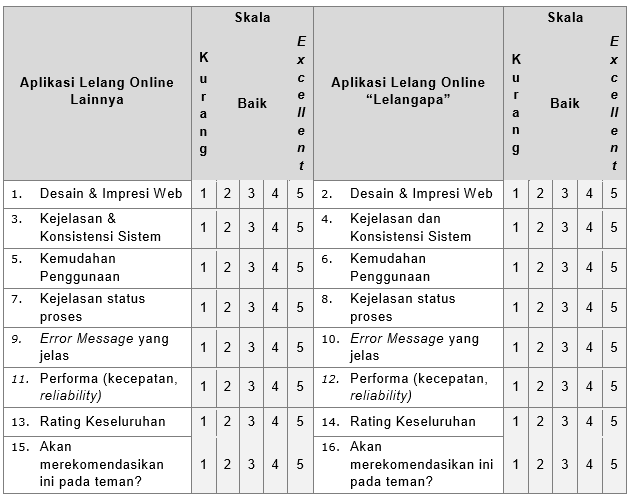 Aplikasi Lelang Online
Lainnya
Skala
Kurang
Baik
Excellent
Aplikasi Lelang Online
“Lelangapa”
Skala
Kurang
Baik
Excellent
1. Desain & Impresi Web 1 2 3 4 5
2. Desain & Impresi Web 1 2 3 4 5
3. Kejelasan &
Konsistensi Sistem 1 2 3 4 5
4. Kejelasan dan
Konsistensi Sistem 1 2 3 4 5
5. Kemudahan
Penggunaan 1 2 3 4 5
6. Kemudahan
Penggunaan 1 2 3 4 5
7. Kejelasan status
proses 1 2 3 4 5
8. Kejelasan status
proses 1 2 3 4 5
9. Error Message yang
jelas 1 2 3 4 5
10. Error Message yang
jelas 1 2 3 4 5
11. Performa (kecepatan,
reliability) 1 2 3 4 5
12. Performa (kecepatan,
reliability) 1 2 3 4 5
13. Rating Keseluruhan 1 2 3 4 5
14. Rating Keseluruhan 1 2 3 4 5
15. Akan
merekomendasikan
ini pada teman? 1 2 3 4 5
16. Akan
merekomendasikan ini
pada teman? 1 2 3 4 5